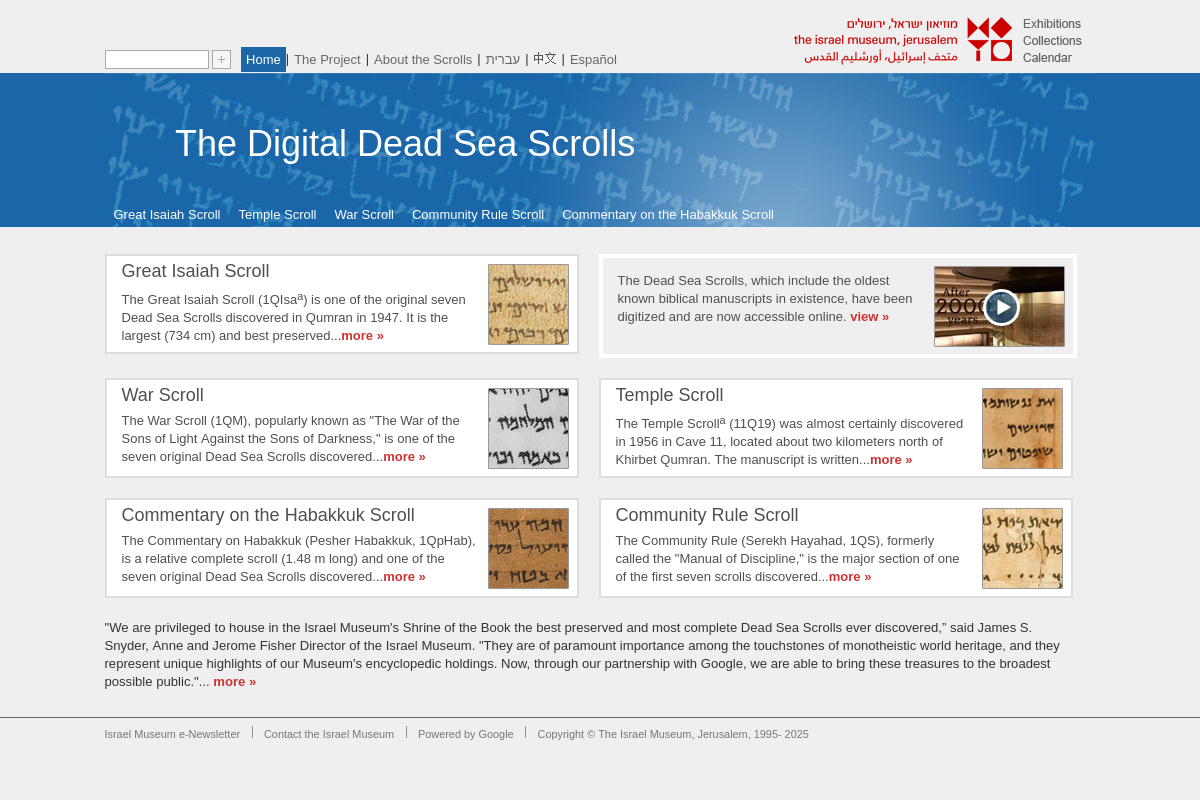 מוזיאון ישראל, ירושלים
the israel museum, jerusalem
متحف إسرائيل، أورشليم القدس
Exhibitions
Collections
Calendar
+ Home | The Project | About the Scrolls | עברית | 中文 | Español
The Digital Dead Sea Scrolls
Great Isaiah Scroll Temple Scroll War Scroll Community Rule Scroll Commentary on the Habakkuk Scroll
Great Isaiah Scroll
The Great Isaiah Scroll (1QIsaa) is one of the original seven
Dead Sea Scrolls discovered in Qumran in 1947. It is the
largest (734 cm) and best preserved...more »
The Dead Sea Scrolls, which include the oldest
known biblical manuscripts in existence, have been
digitized and are now accessible online. view »
After
2000
years
War Scroll
The War Scroll (1QM), popularly known as "The War of the
Sons of Light Against the Sons of Darkness," is one of the
seven original Dead Sea Scrolls discovered...more »
Temple Scroll
The Temple Scrolla (11Q19) was almost certainly discovered
in 1956 in Cave 11, located about two kilometers north of
Khirbet Qumran. The manuscript is written...more »
Commentary on the Habakkuk Scroll
The Commentary on Habakkuk (Pesher Habakkuk, 1QpHab),
is a relative complete scroll (1.48 m long) and one of the
seven original Dead Sea Scrolls discovered...more »
Community Rule Scroll
The Community Rule (Serekh Hayahad, 1QS), formerly
called the "Manual of Discipline," is the major section of one
of the first seven scrolls discovered...more »
"We are privileged to house in the Israel Museum's Shrine of the Book the best preserved and most complete Dead Sea Scrolls ever discovered,” said James S.
Snyder, Anne and Jerome Fisher Director of the Israel Museum. "They are of paramount importance among the touchstones of monotheistic world heritage, and they
represent unique highlights of our Museum's encyclopedic holdings. Now, through our partnership with Google, we are able to bring these treasures to the broadest
possible public."... more »
Israel Museum e-Newsletter | Contact the Israel Museum | Powered by Google | Copyright © The Israel Museum, Jerusalem, 1995- 2025